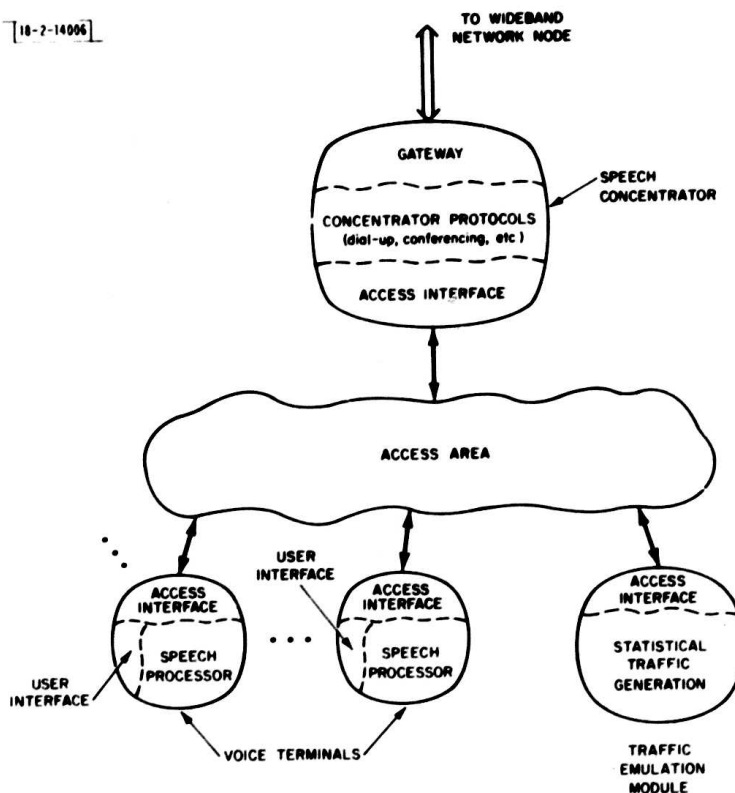 18-2-14006
TO WIDEBAND
NETWORK NODE
GATEWAY
SPEECH
CONCENTRATOR
CONCENTRATOR PROTOCOLS
(dial-up, conferencing, etc)
ACCESS INTERFACE
ACCESS AREA
USER
INTERFACE
ACCESS
INTERFACE
ACCESS
INTERFACE
ACCESS
INTERFACE
SPEECH
PROCESSOR
SPEECH
PROCESSOR
STATISTICAL
TRAFFIC
GENERATION
USER
INTERFACE
VOICE TERMINALS
TRAFFIC
EMULATION
MODULE